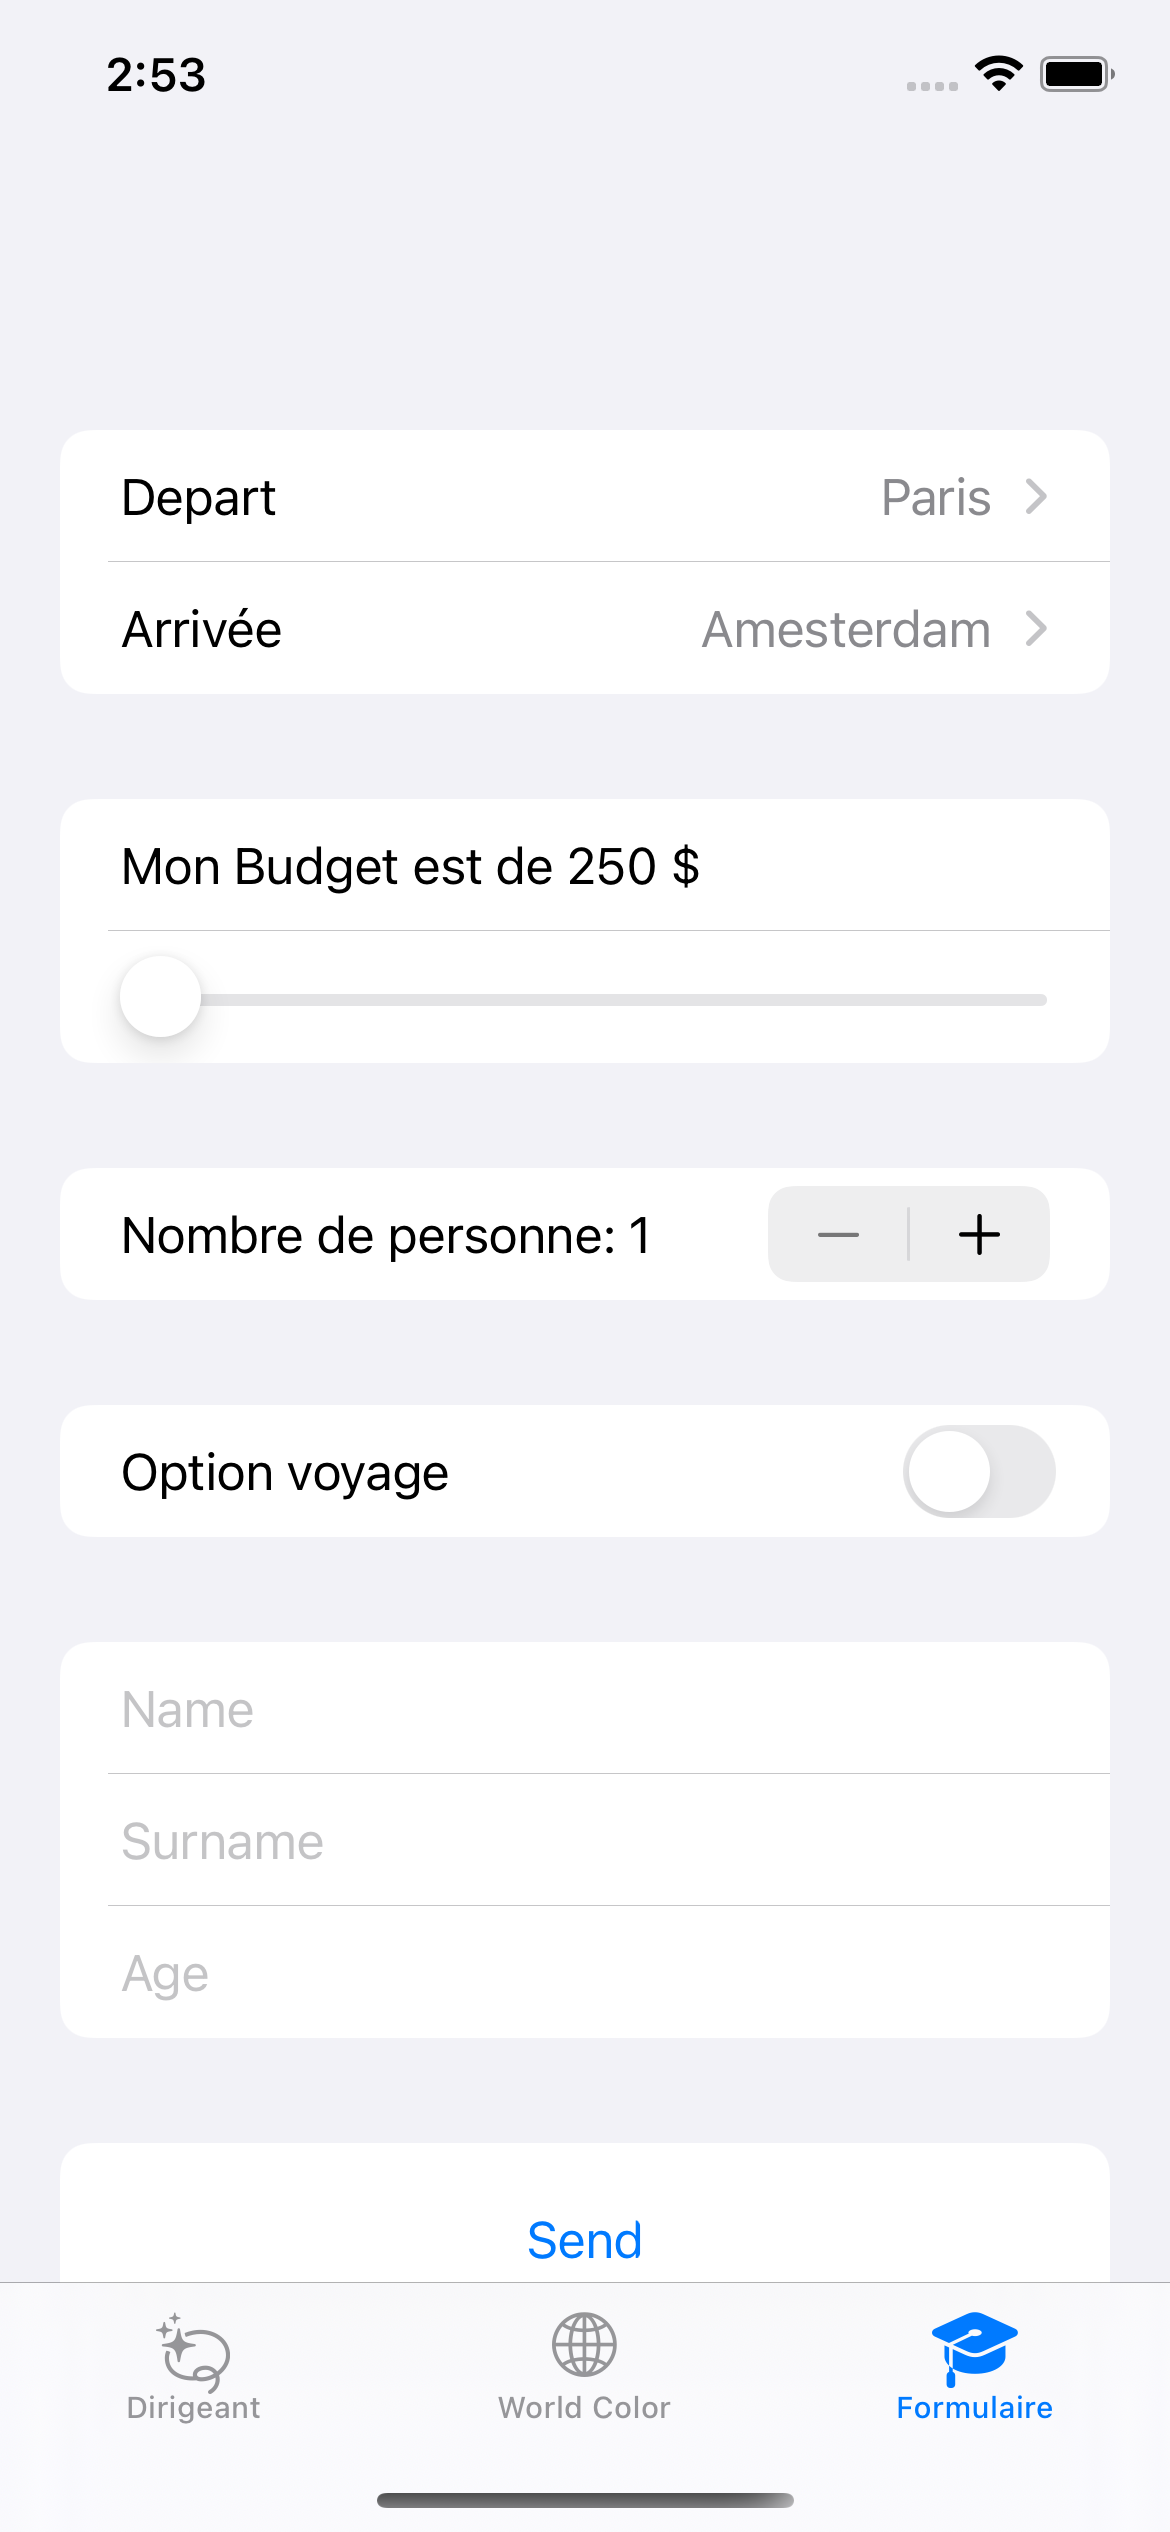 2:53
Depart Paris
Arrivée Amesterdam
Mon Budget est de 250 $
Nombre de personne: 1
Option voyage
Name
Surname
Age
Send
Dirigeant World Color Formulaire